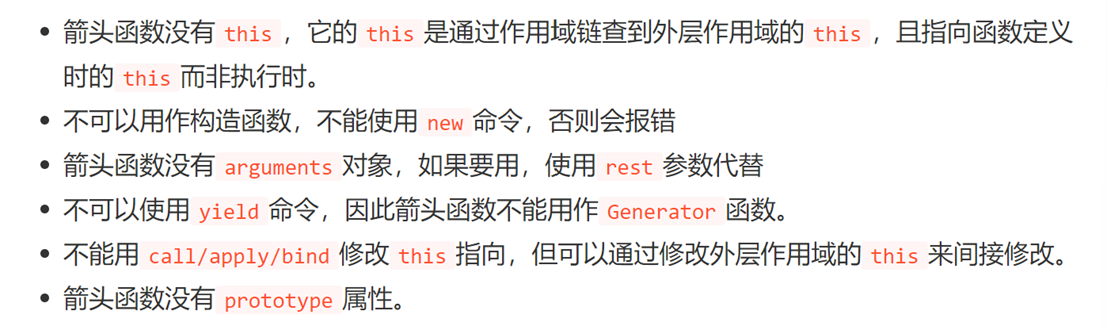 • 箭头函数没有 this ，它的 this 是通过作用域链查到外层作用域的 this ，且指向函数定义
时的 this 而非执行时。
• 不可以用作构造函数，不能使用 new 命令，否则会报错
• 箭头函数没有 arguments 对象，如果要用，使用 rest 参数代替
• 不可以使用 yield 命令，因此箭头函数不能用作 Generator 函数。
• 不能用 call/apply/bind 修改 this 指向，但可以通过修改外层作用域的 this 来间接修改。
• 箭头函数没有 prototype 属性。